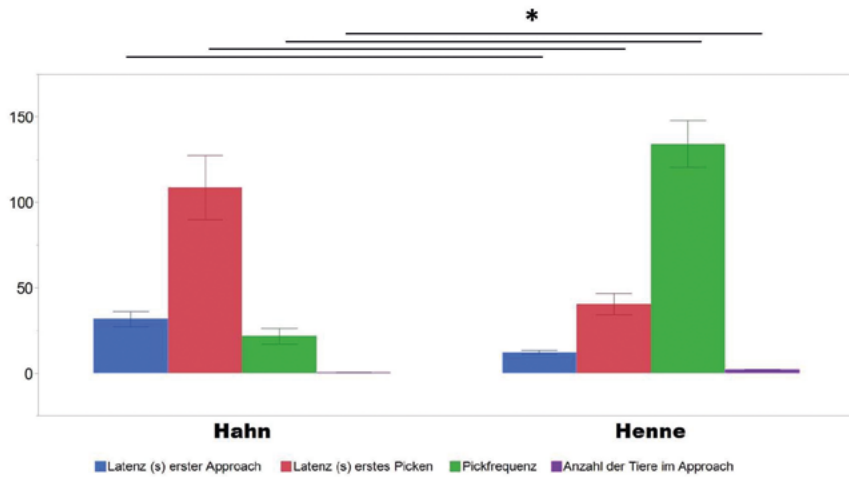 *
150
100
50
0
Hahn Henne
Latenz (s) erster Approach Latenz (s) erstes Picken Pickfrequenz Anzahl der Tiere im Approach